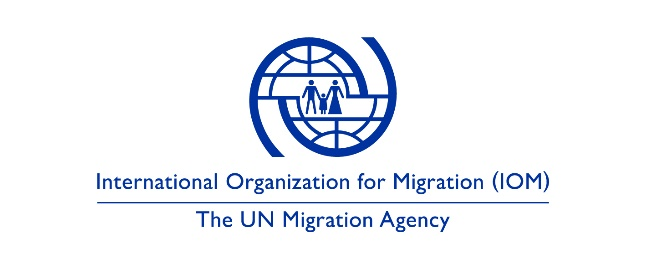 International Organization for Migration (IOM)
The UN Migration Agency